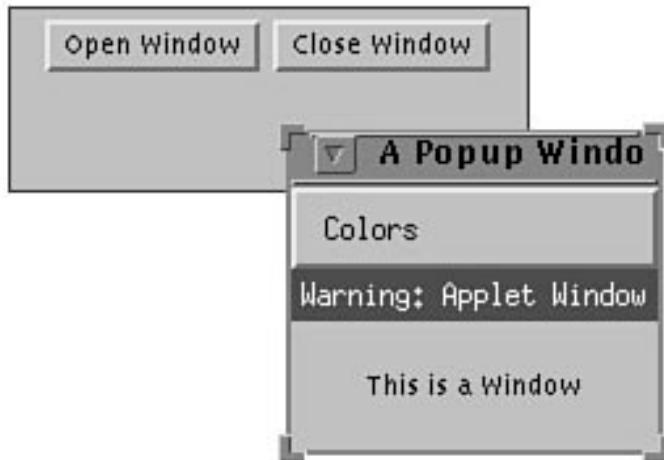 Open Window
Close Window
A Popup Windo
Colors
Warning: Applet Window
This is a Window